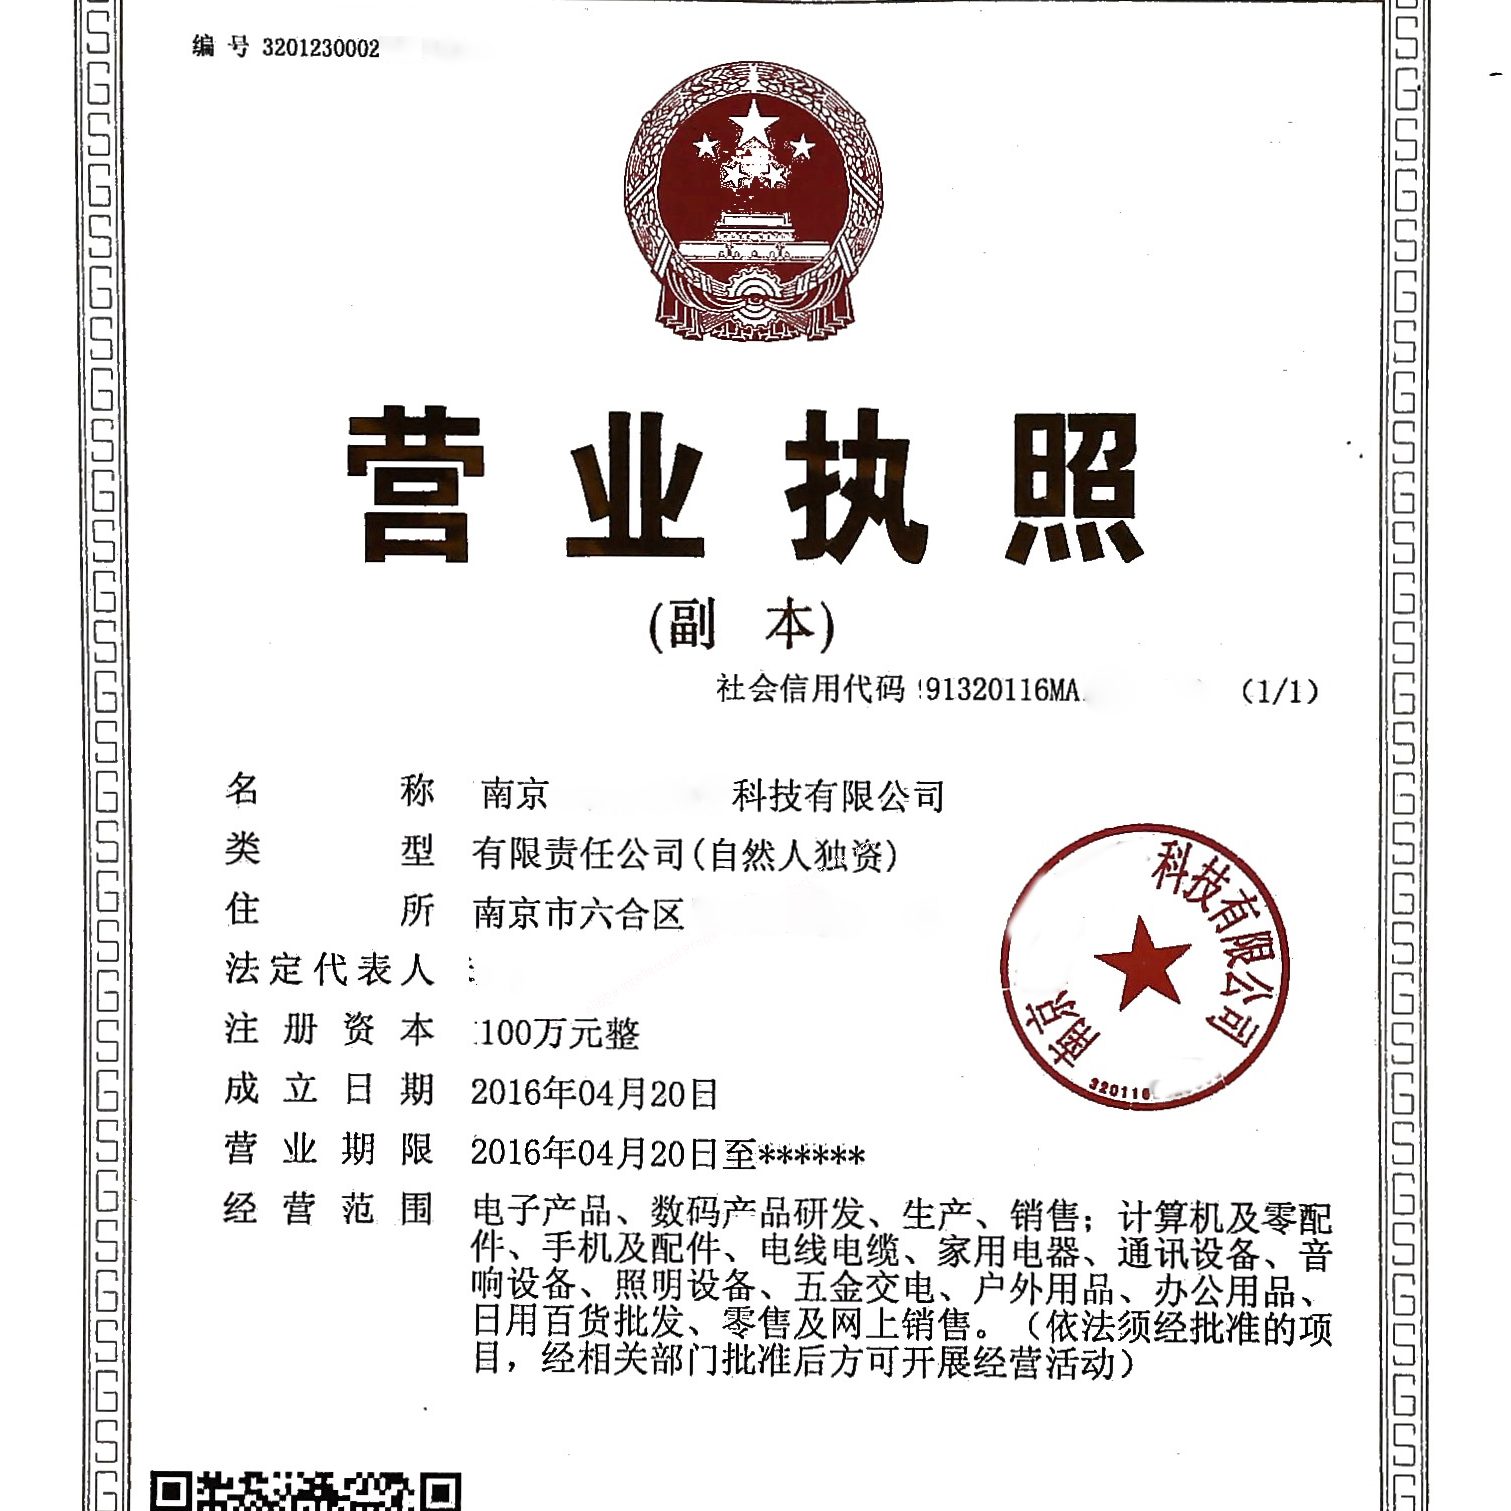 编 号 3201230002
营业执照
(副 本)
社会信用代码 91320116MA
(1/1)
名称 南京 科技有限公司
类型 有限责任公司(自然人独资)
住所 南京市六合区
法定代表人
注册资本 100万元整
成立日期 2016年04月20日
营业期限 2016年04月20日至******
经营范围 电子产品、数码产品研发、生产、销售；计算机及零配
件、手机及配件、电线电缆、家用电器、通讯设备、音
响设备、照明设备、五金交电、户外用品、办公用品、
日用百货批发、零售及网上销售。（依法须经批准的项
目，经相关部门批准后方可开展经营活动）
南京 科技有限公司
320116